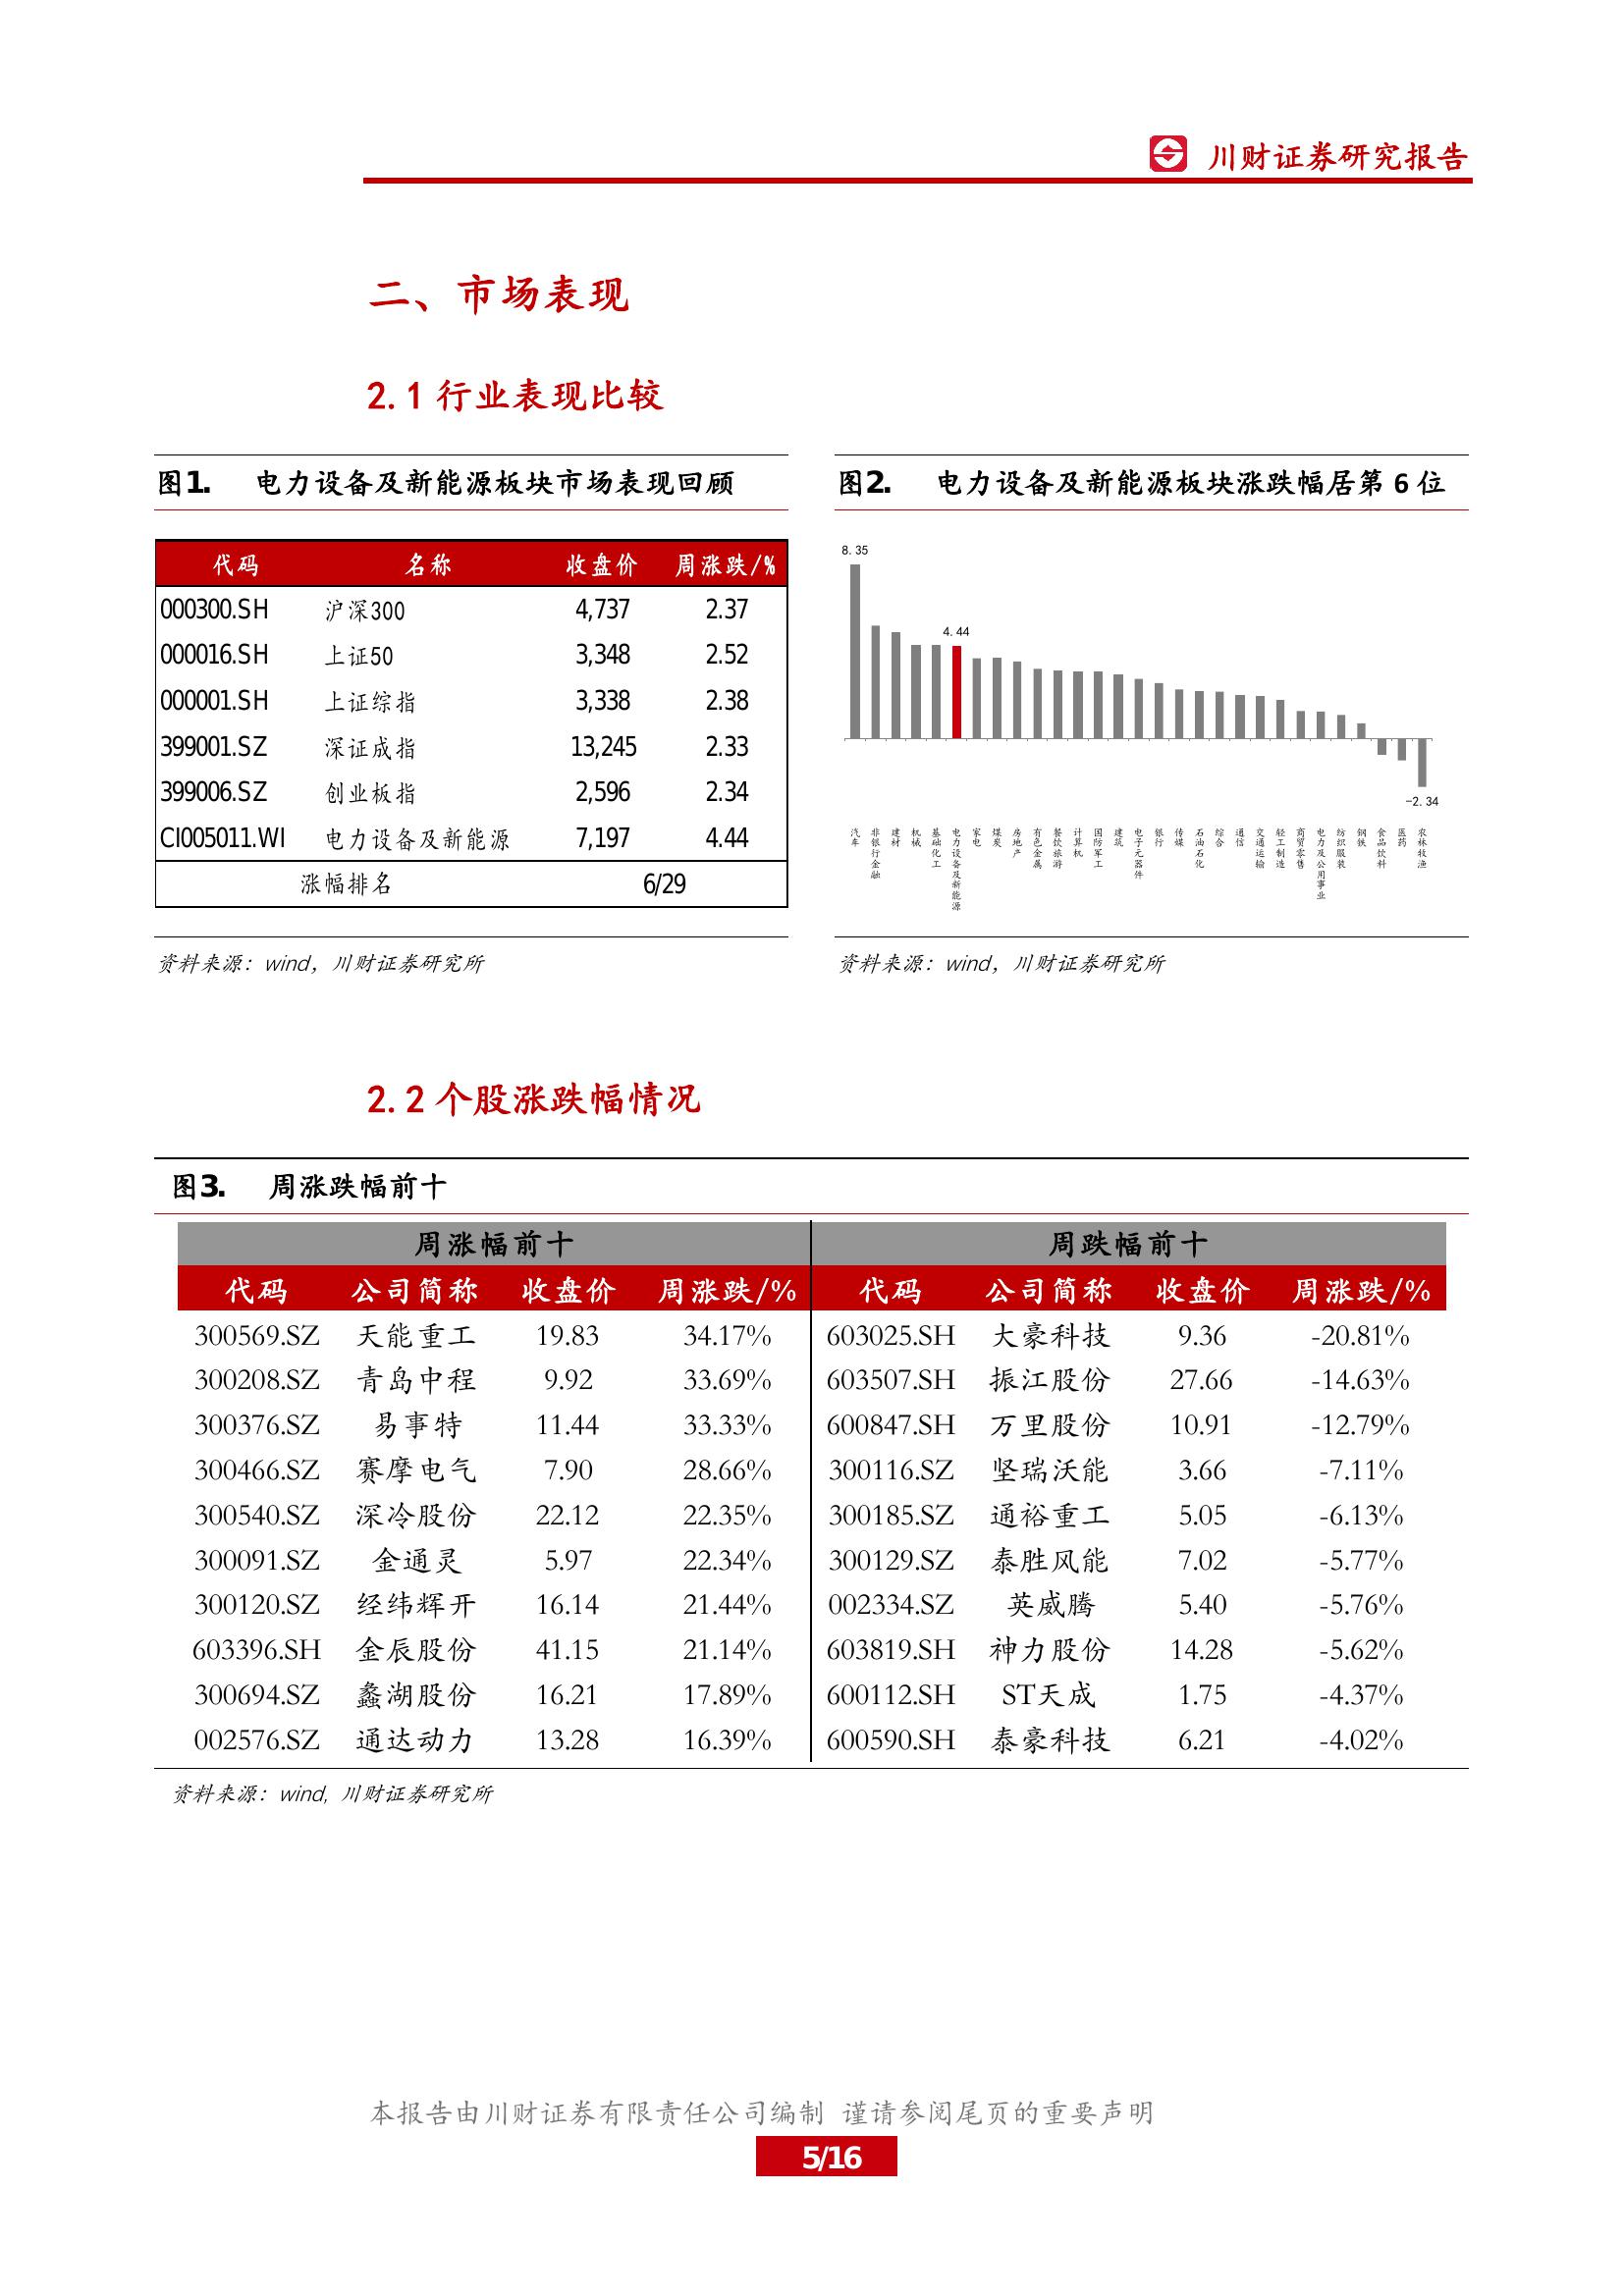 川财证券研究报告
二、市场表现
2.1 行业表现比较
图1. 电力设备及新能源板块市场表现回顾
代码 名称 收盘价 周涨跌/%
000300.SH 沪深300 4,737 2.37
000016.SH 上证50 3,348 2.52
000001.SH 上证综指 3,338 2.38
399001.SZ 深证成指 13,245 2.33
399006.SZ 创业板指 2,596 2.34
CI005011.WI 电力设备及新能源 7,197 4.44
涨幅排名 6/29
资料来源：wind，川财证券研究所
图2. 电力设备及新能源板块涨跌幅居第 6 位
8.35
4.44
-2.34
汽车
非银行金融
建材
机械
基础化工
电力设备及新能源
家电
煤炭
房地产
有色金属
餐饮旅游
计算机
国防军工
建筑
电子元器件
银行
传媒
石油石化
综合
通信
交通运输
轻工制造
商贸零售
电力及公用事业
纺织服装
钢铁
食品饮料
医药
农林牧渔
资料来源：wind，川财证券研究所
2.2 个股涨跌幅情况
图3. 周涨跌幅前十
周涨幅前十 周跌幅前十
代码 公司简称 收盘价 周涨跌/% 代码 公司简称 收盘价 周涨跌/%
300569.SZ 天能重工 19.83 34.17% 603025.SH 大豪科技 9.36 -20.81%
300208.SZ 青岛中程 9.92 33.69% 603507.SH 振江股份 27.66 -14.63%
300376.SZ 易事特 11.44 33.33% 600847.SH 万里股份 10.91 -12.79%
300466.SZ 赛摩电气 7.90 28.66% 300116.SZ 坚瑞沃能 3.66 -7.11%
300540.SZ 深冷股份 22.12 22.35% 300185.SZ 通裕重工 5.05 -6.13%
300091.SZ 金通灵 5.97 22.34% 300129.SZ 泰胜风能 7.02 -5.77%
300120.SZ 经纬辉开 16.14 21.44% 002334.SZ 英威腾 5.40 -5.76%
603396.SH 金辰股份 41.15 21.14% 603819.SH 神力股份 14.28 -5.62%
300694.SZ 蠡湖股份 16.21 17.89% 600112.SH ST天成 1.75 -4.37%
002576.SZ 通达动力 13.28 16.39% 600590.SH 泰豪科技 6.21 -4.02%
资料来源：wind, 川财证券研究所
本报告由川财证券有限责任公司编制 谨请参阅尾页的重要声明
5/16